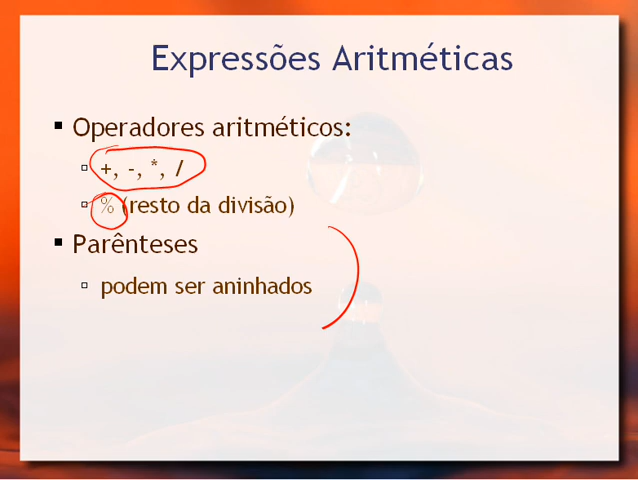 Expressões Aritméticas
Operadores aritméticos:
+, -, *, /
% (resto da divisão)
Parênteses
podem ser aninhados